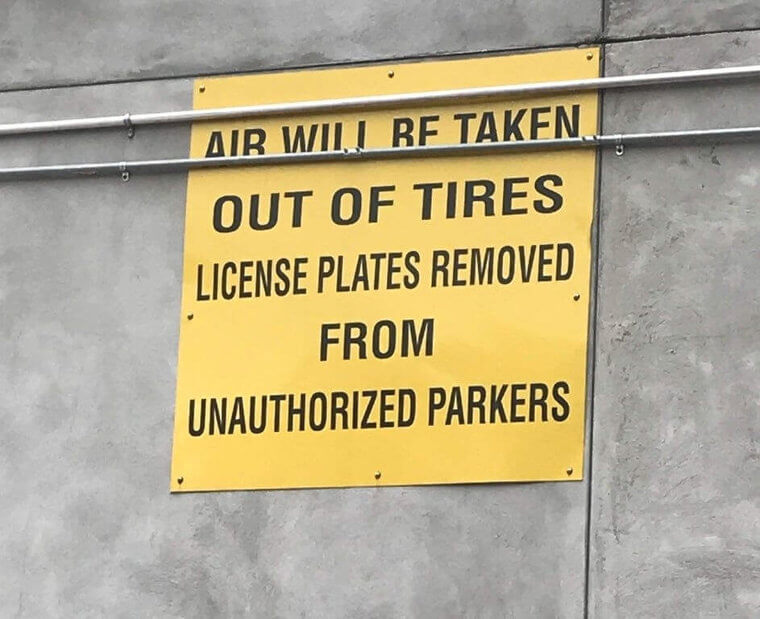 AIR WILL BE TAKEN
OUT OF TIRES
LICENSE PLATES REMOVED
FROM
UNAUTHORIZED PARKERS